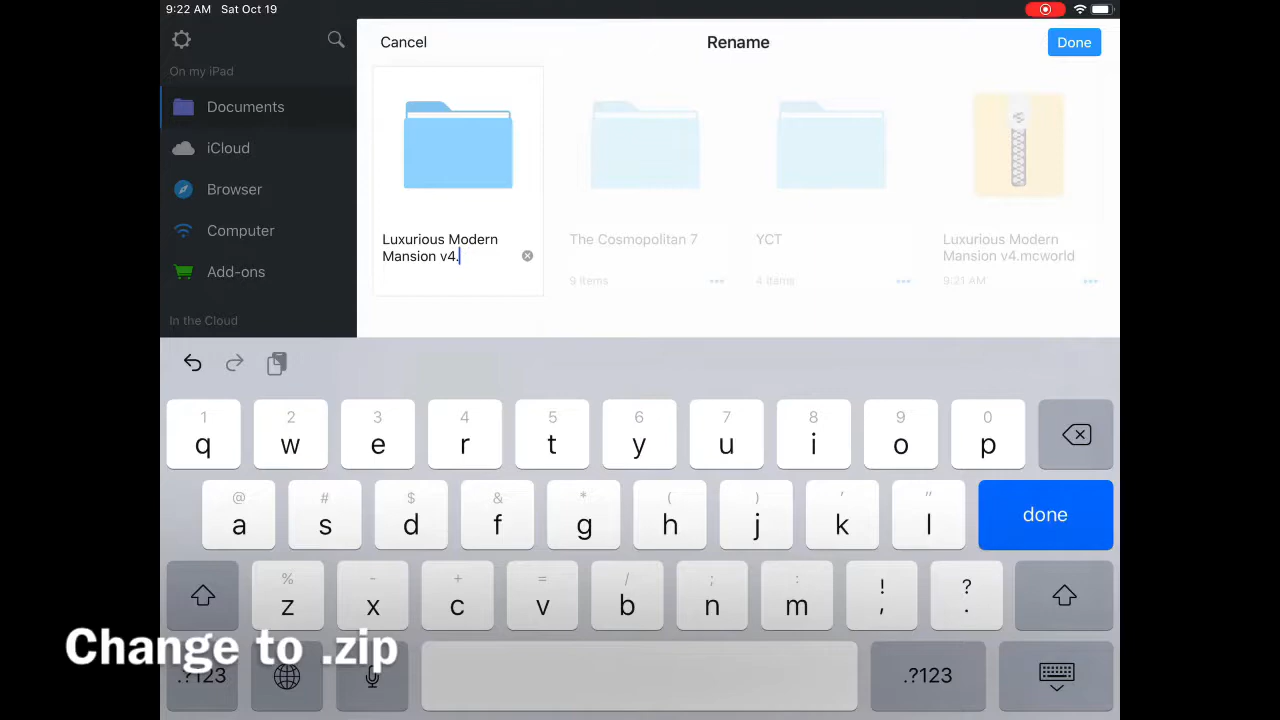 9:22 AM Sat Oct 19
Cancel
Rename
Done
On my iPad
Documents
iCloud
Browser
Computer
Add-ons
In the Cloud
Luxurious Modern
Mansion v4.
The Cosmopolitan 7
9 items
•••
YCT
4 items
•••
Luxurious Modern
Mansion v4.mcworld
9:21 AM
•••
1 2 3 4 5 6 7 8 9 0
q w e r t y u i o p
@ # $ & * ( ) ' "
a s d f g h j k l done
% - + = / ; : ! ?
z x c v b n m , .
Change to .zip
.?123 .?123